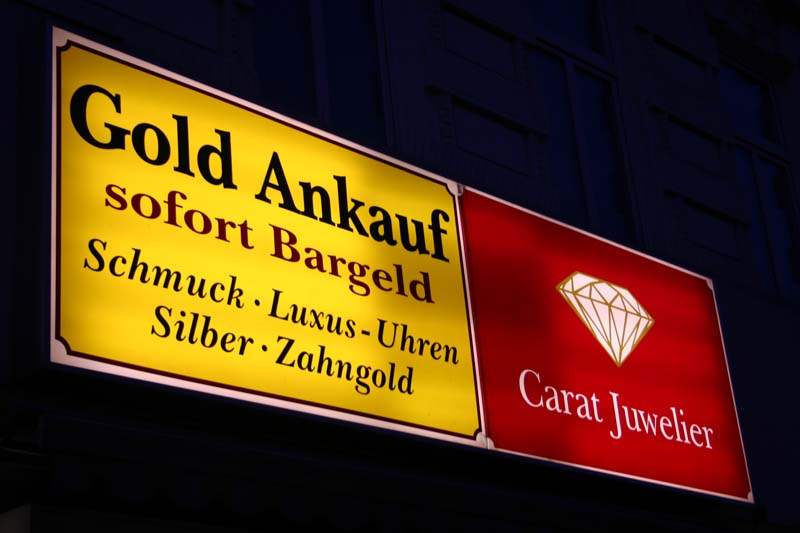 Gold Ankauf
sofort Bargeld
Schmuck · Luxus-Uhren
Silber · Zahngold
Carat Juwelier